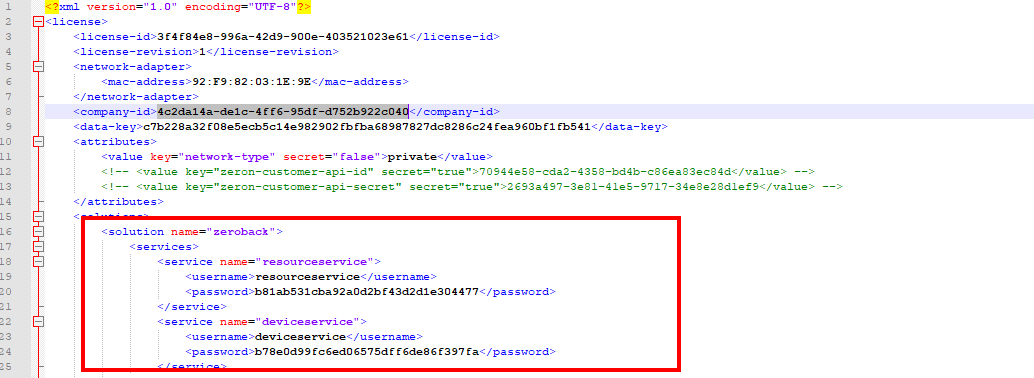 1 <?xml version="1.0" encoding="UTF-8"?>
2 <license>
3 <license-id>3f4f84e8-996a-42d9-900e-403521023e61</license-id>
4 <license-revision>1</license-revision>
5 <network-adapter>
6 <mac-address>92:F9:82:03:1E:9E</mac-address>
7 </network-adapter>
8 <company-id>4c2da14a-de1c-4ff6-95df-d752b922c040</company-id>
9 <data-key>c7b228a32f08e5ecb5c14e982902fbfba68987827dc8286c24fea960bf1fb541</data-key>
10 <attributes>
11 <value key="network-type" secret="false">private</value>
12 <!-- <value key="zeron-customer-api-id" secret="true">70944e58-cda2-4358-bd4b-c86ea83ec84d</value> -->
13 <!-- <value key="zeron-customer-api-secret" secret="true">2693a497-3e81-41e5-9717-34e8e28d1ef9</value> -->
14 </attributes>
15 <solutions>
16 <solution name="zeroback">
17 <services>
18 <service name="resourceservice">
19 <username>resourceservice</username>
20 <password>b81ab531cba92a0d2bf43d2d1e304477</password>
21 </service>
22 <service name="deviceservice">
23 <username>deviceservice</username>
24 <password>b78e0d99fc6ed06575dff6de86f397fa</password>
25 </service>